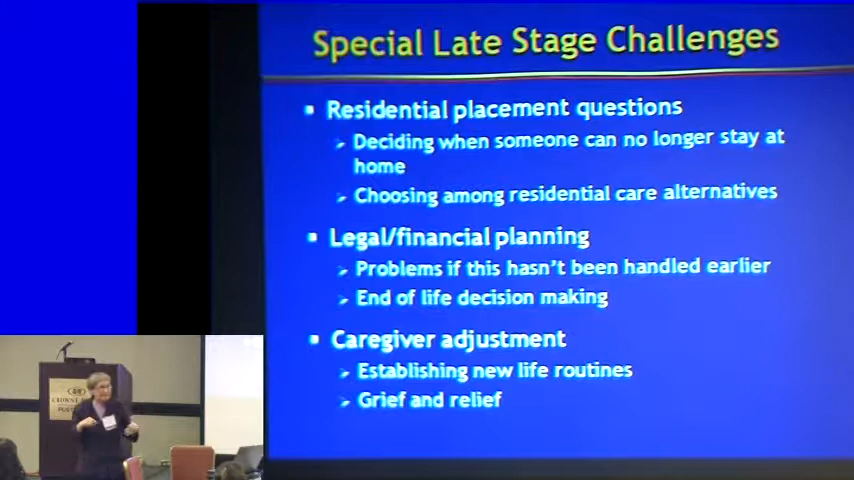 Special Late Stage Challenges
Residential placement questions
Deciding when someone can no longer stay at
home
Choosing among residential care alternatives
Legal/financial planning
Problems if this hasn't been handled earlier
End of life decision making
Caregiver adjustment
Establishing new life routines
Grief and relief